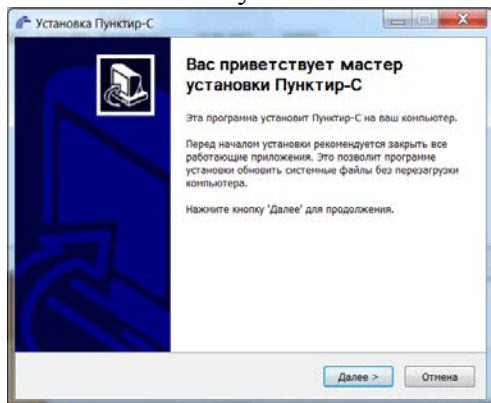 Установка Пунктир-С
Вас приветствует мастер
установки Пунктир-С
Эта программа установит Пунктир-С на ваш компьютер.
Перед началом установки рекомендуется закрыть все
работающие приложения. Это позволит программе
установки обновить системные файлы без перезагрузки
компьютера.
Нажмите кнопку 'Далее' для продолжения.
Далее > Отмена